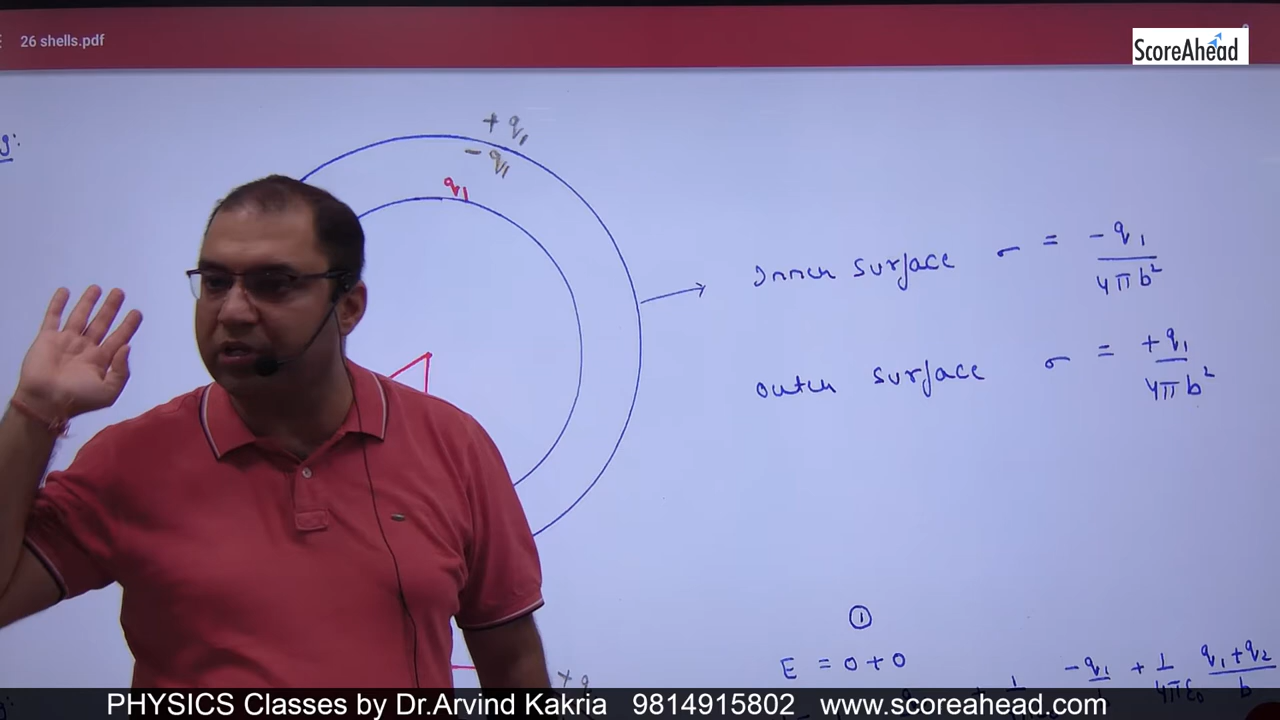 26 shells.pdf
ScoreAhead
+q₁
-q₁
q₁
Inner surface σ = -q₁ / 4πb²
Outer surface σ = +q₁ / 4πb²
①
E = 0 + 0
-q₁ + 1/4πε₀ q₁+q₂ / b
+q
PHYSICS Classes by Dr.Arvind Kakria 9814915802 www.scoreahead.com